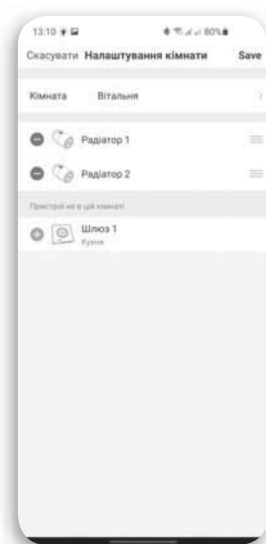 13:10 80%
Скасувати Налаштування кімнати Save
Кімната Вітальня
Радіатор 1
Радіатор 2
Пристрої не в цій кімнаті
Шлюз 1
Кухня